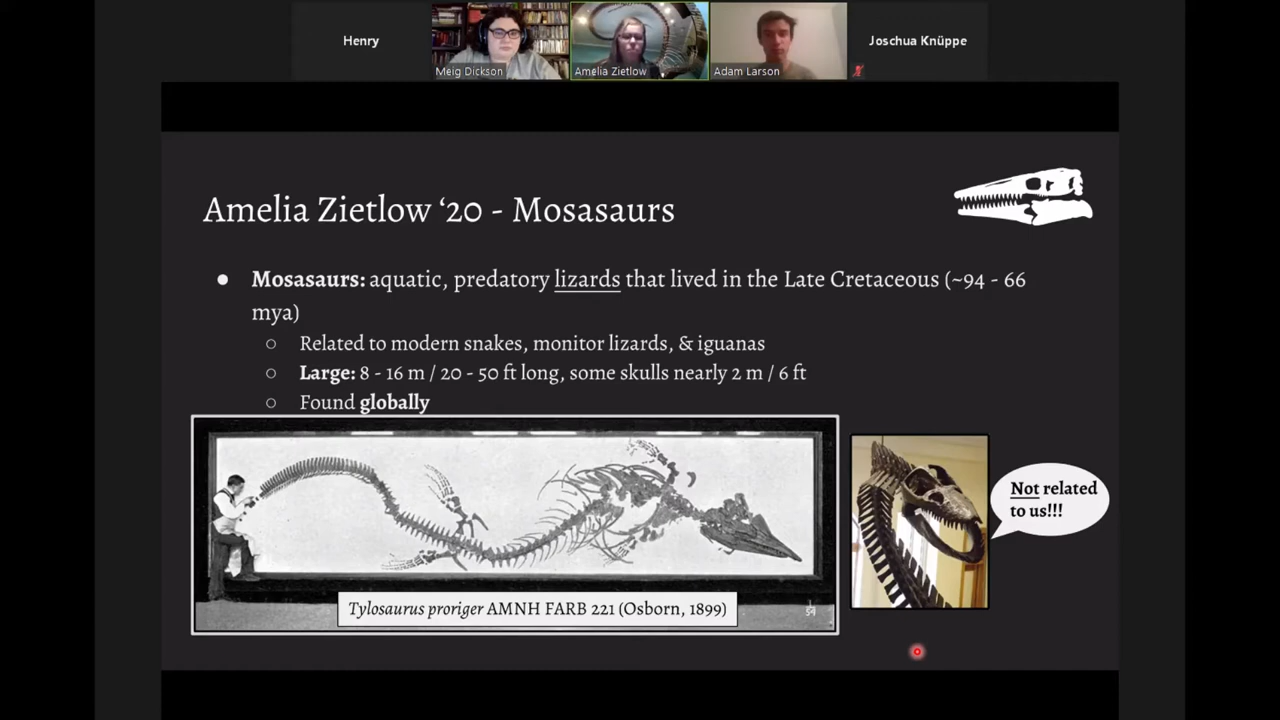 Henry
Meig Dickson
Amelia Zietlow
Adam Larson
Joschua Knüppe
Amelia Zietlow ‘20 - Mosasaurs
● Mosasaurs: aquatic, predatory lizards that lived in the Late Cretaceous (~94 - 66
mya)
○ Related to modern snakes, monitor lizards, & iguanas
○ Large: 8 - 16 m / 20 - 50 ft long, some skulls nearly 2 m / 6 ft
○ Found globally
Not related
to us!!!
Tylosaurus proriger AMNH FARB 221 (Osborn, 1899)